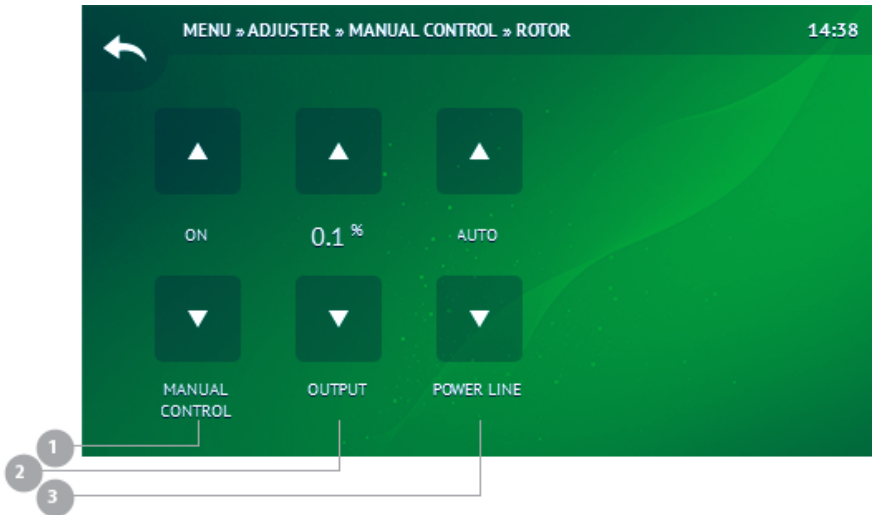 MENU » ADJUSTER » MANUAL CONTROL » ROTOR 14:38
ON 0.1 % AUTO
MANUAL CONTROL OUTPUT POWER LINE
1
2
3